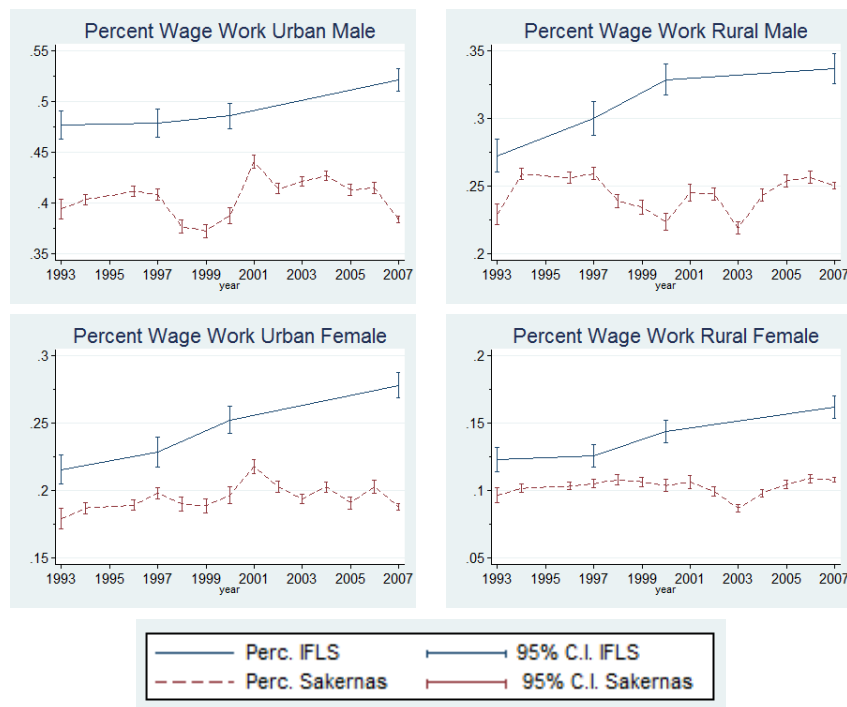 Percent Wage Work Urban Male
.55
.5
.45
.4
.35
1993 1995 1997 1999 2001 2003 2005 2007
year
Percent Wage Work Rural Male
.35
.3
.25
.2
1993 1995 1997 1999 2001 2003 2005 2007
year
Percent Wage Work Urban Female
.3
.25
.2
.15
1993 1995 1997 1999 2001 2003 2005 2007
year
Percent Wage Work Rural Female
.2
.15
.1
.05
1993 1995 1997 1999 2001 2003 2005 2007
year
Perc. IFLS 95% C.I. IFLS
Perc. Sakernas 95% C.I. Sakernas